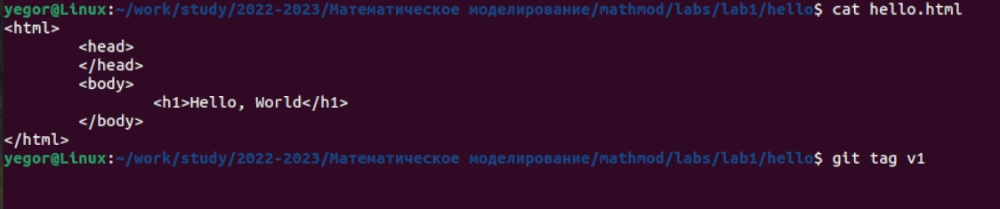 yegor@Linux:~/work/study/2022-2023/Математическое моделирование/mathmod/labs/lab1/hello$ cat hello.html
<html>
        <head>
        </head>
        <body>
                <h1>Hello, World</h1>
        </body>
</html>
yegor@Linux:~/work/study/2022-2023/Математическое моделирование/mathmod/labs/lab1/hello$ git tag v1